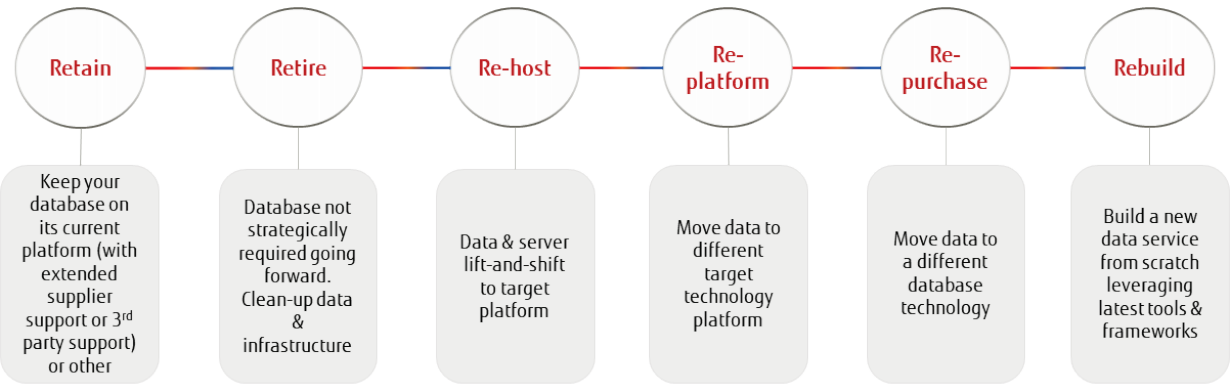 Retain
Retire
Re-host
Re-
platform
Re-
purchase
Rebuild
Keep your
database on
its current
platform (with
extended
supplier
support or 3rd
party support)
or other
Database not
strategically
required going
forward.
Clean-up data
&
infrastructure
Data & server
lift-and-shift
to target
platform
Move data to
different
target
technology
platform
Move data to
a different
database
technology
Build a new
data service
from scratch
leveraging
latest tools &
frameworks